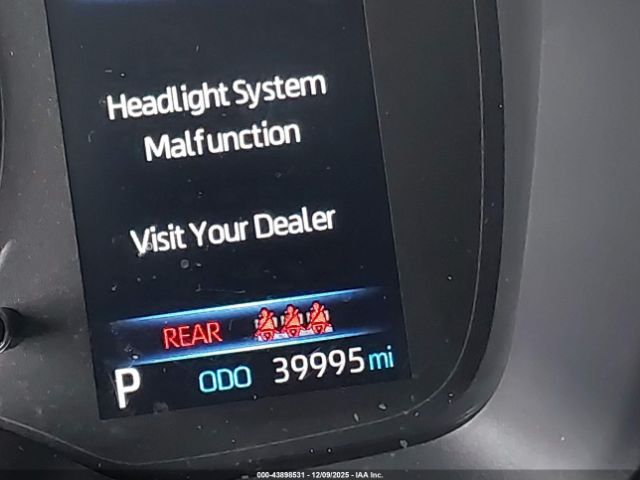 Headlight System
Malfunction
Visit Your Dealer
REAR
P ODO 39995 mi
000-43898531 - 12/09/2025 - IAA Inc.